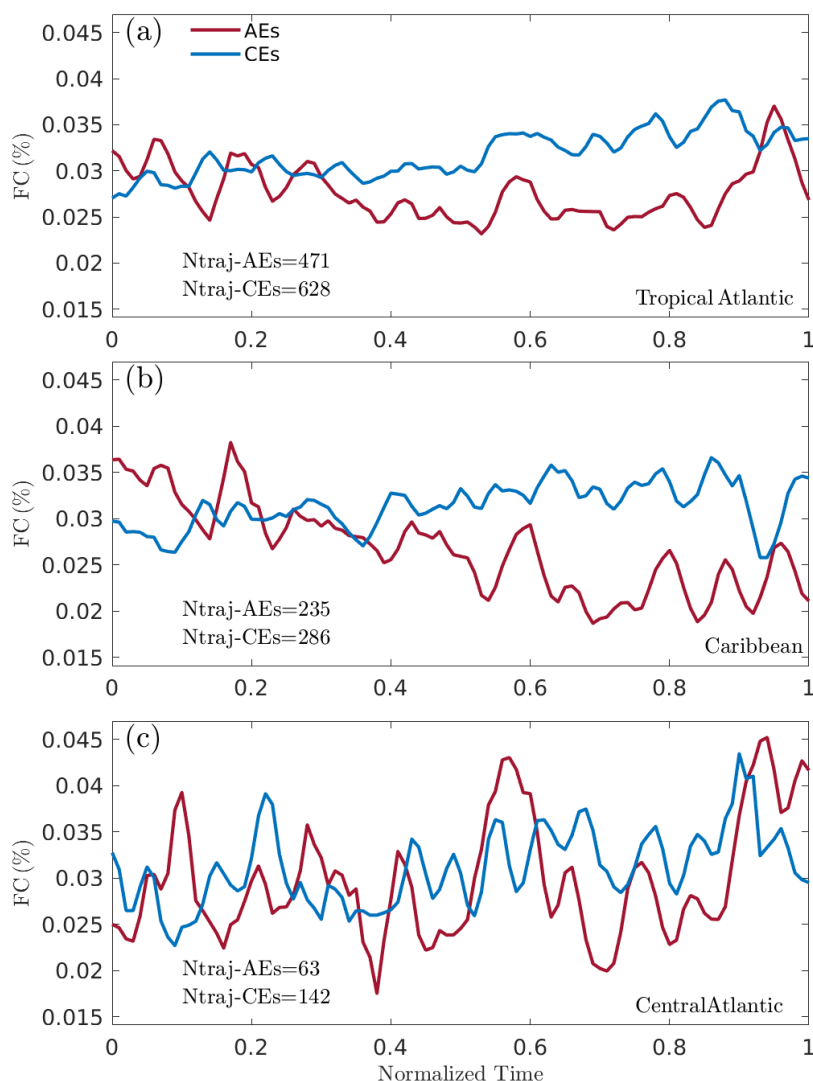 (a)
AEs
CEs
0.045
0.04
0.035
0.03
0.025
0.02
0.015
FC (%)
Ntraj-AEs=471
Ntraj-CEs=628
Tropical Atlantic
0 0.2 0.4 0.6 0.8 1
(b)
0.045
0.04
0.035
0.03
0.025
0.02
0.015
FC (%)
Ntraj-AEs=235
Ntraj-CEs=286
Caribbean
0 0.2 0.4 0.6 0.8 1
(c)
0.045
0.04
0.035
0.03
0.025
0.02
0.015
FC (%)
Ntraj-AEs=63
Ntraj-CEs=142
CentralAtlantic
0 0.2 0.4 0.6 0.8 1
Normalized Time